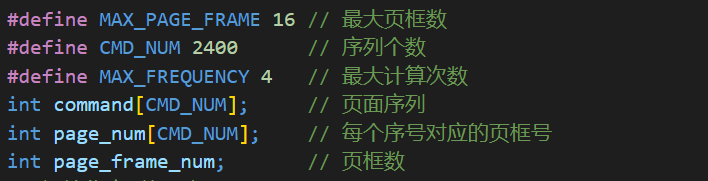 #define MAX_PAGE_FRAME 16 // 最大页框数
#define CMD_NUM 2400 // 序列个数
#define MAX_FREQUENCY 4 // 最大计算次数
int command[CMD_NUM]; // 页面序列
int page_num[CMD_NUM]; // 每个序号对应的页框号
int page_frame_num; // 页框数